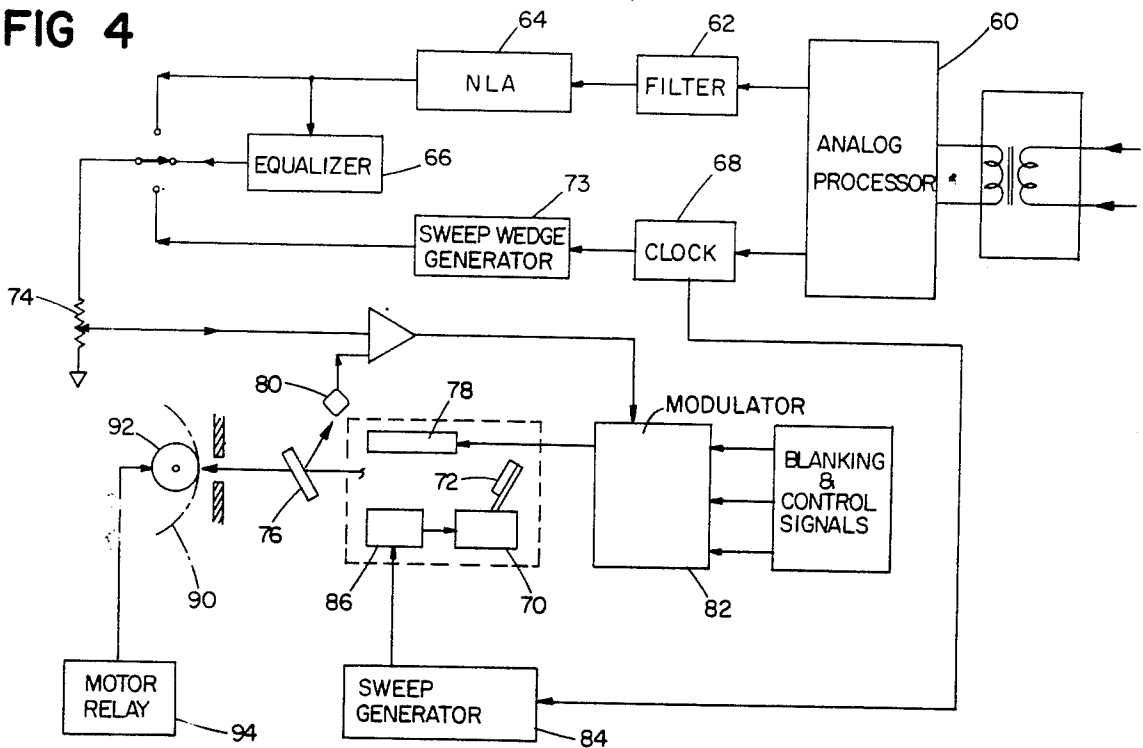 FIG 4
64
62
60
NLA
FILTER
ANALOG
PROCESSOR
EQUALIZER
66
73
68
SWEEP WEDGE
GENERATOR
CLOCK
74
80
78
MODULATOR
92
72
BLANKING
&
CONTROL
SIGNALS
76
90
86
70
82
MOTOR
RELAY
94
SWEEP
GENERATOR
84